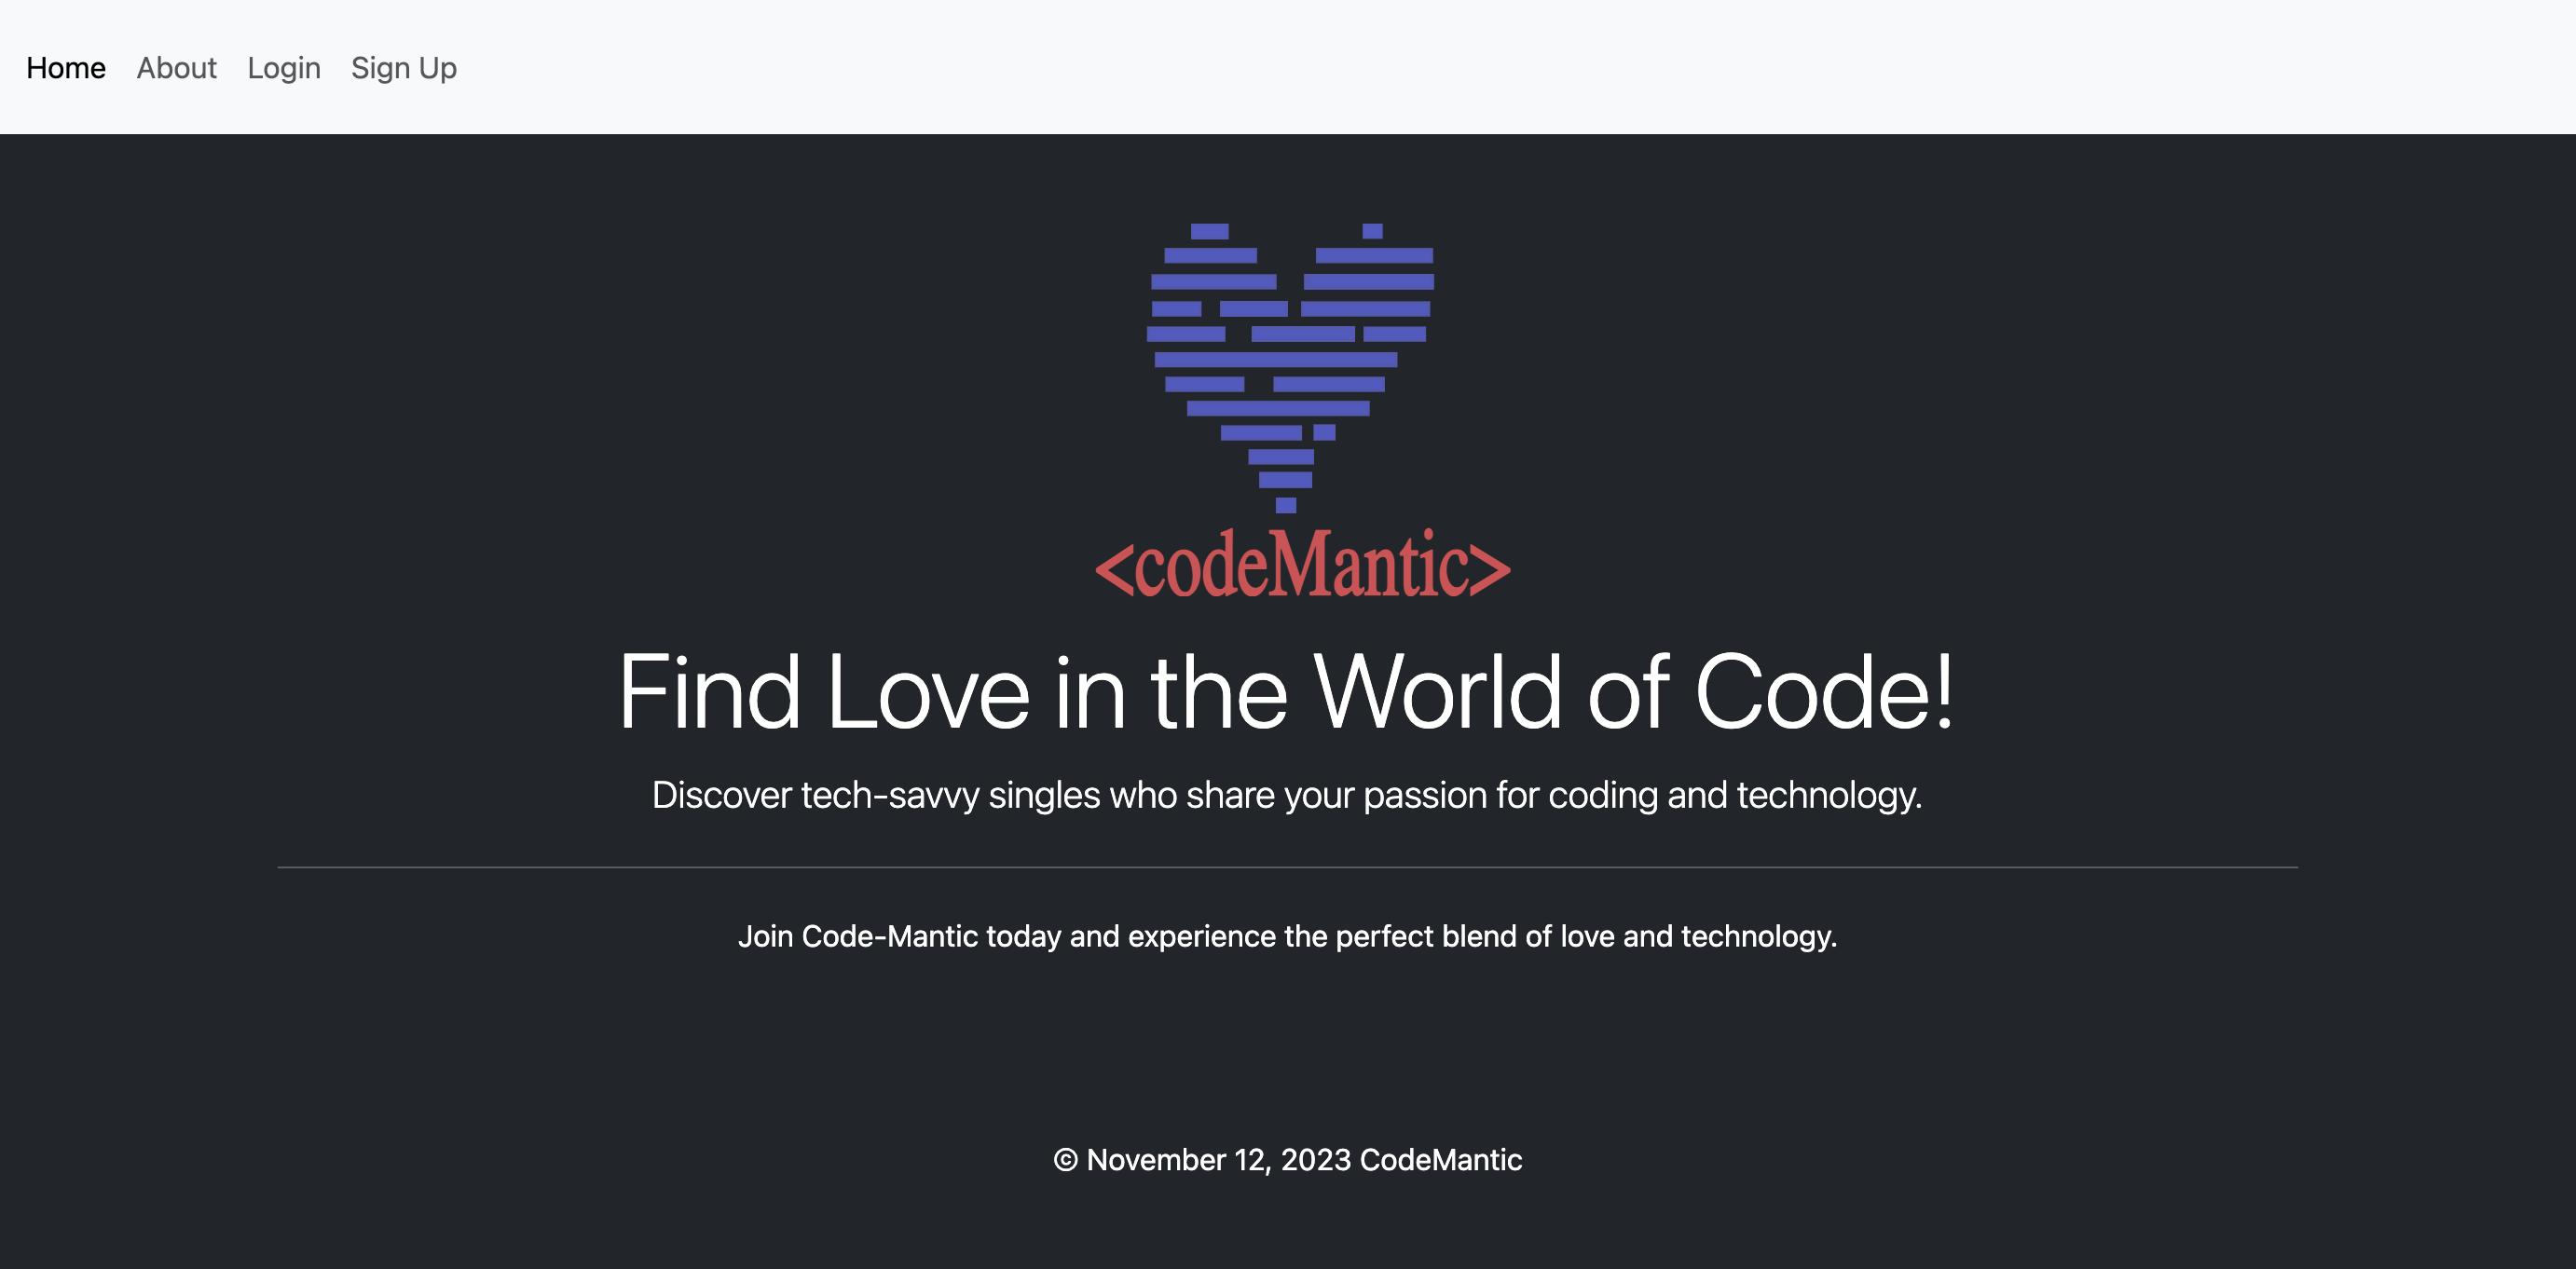 Home About Login Sign Up
<codeMantic>
Find Love in the World of Code!
Discover tech-savvy singles who share your passion for coding and technology.
Join Code-Mantic today and experience the perfect blend of love and technology.
© November 12, 2023 CodeMantic